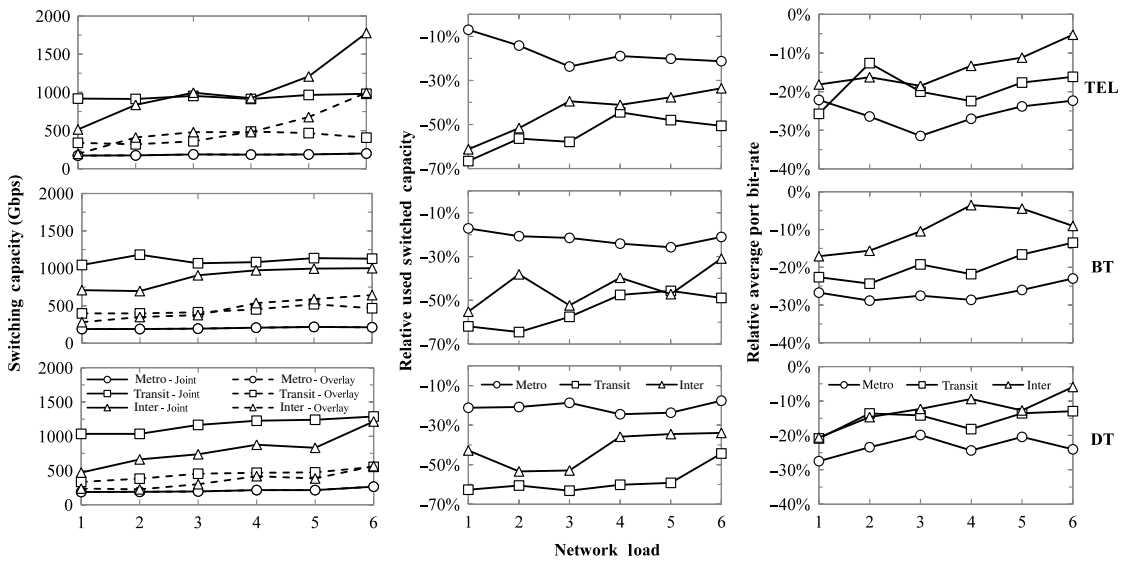 Switching capacity (Gbps)
2000
1500
1000
500
0
2000
1500
1000
500
0
2000
1500
1000
500
0
Metro - Joint
Transit - Joint
Inter - Joint
Metro - Overlay
Transit - Overlay
Inter - Overlay
1 2 3 4 5 6
Relative used switched capacity
−10%
−30%
−50%
−70%
−10%
−30%
−50%
−70%
−10%
−30%
−50%
−70%
Metro Transit Inter
1 2 3 4 5 6
Network load
Relative average port bit-rate
0%
−10%
−20%
−30%
−40%
0%
−10%
−20%
−30%
−40%
0%
−10%
−20%
−30%
−40%
Metro Transit Inter
1 2 3 4 5 6
TEL
BT
DT